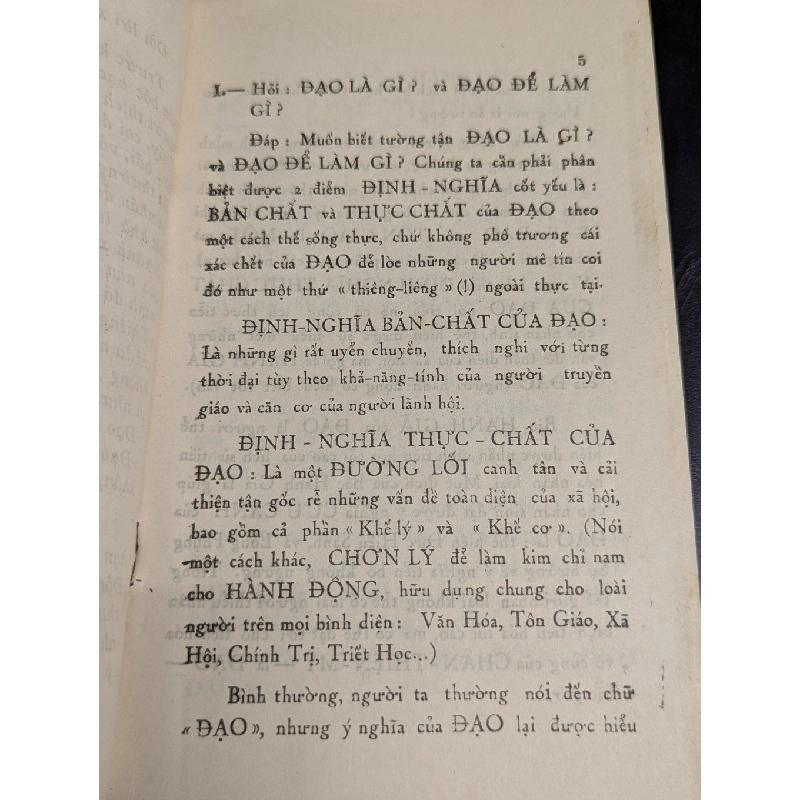 5
I.— Hỏi : ĐẠO LÀ GÌ ? và ĐẠO ĐỂ LÀM
GÌ ?
Đáp : Muốn biết tường tận ĐẠO LÀ GÌ ?
và ĐẠO ĐỂ LÀM GÌ ? Chúng ta cần phải phân
biệt được 2 điểm ĐỊNH - NGHĨA cốt yếu là :
BẢN CHẤT và THỰC CHẤT của ĐẠO theo
một cách thể sống thực, chứ không phô trương cái
xác chết của ĐẠO để lòe những người mê tín coi
đó như một thứ « thiêng-liêng » (!) ngoài thực tại.
ĐỊNH-NGHĨA BẢN-CHẤT CỦA ĐẠO :
Là những gì rất uyển chuyển, thích nghi với từng
thời đại tùy theo khả-năng-tính của người truyền
giáo và căn cơ của người lãnh hội.
ĐỊNH - NGHĨA THỰC - CHẤT CỦA
ĐẠO : Là một ĐƯỜNG LỐI canh tân và cải
thiện tận gốc rễ những vấn đề toàn diện của xã hội,
bao gồm cả phần « Khế lý » và « Khế cơ ». (Nói
một cách khác, CHƠN LÝ để làm kim chỉ nam
cho HÀNH ĐỘNG, hữu dụng chung cho loài
người trên mọi bình diện : Văn Hóa, Tôn Giáo, Xã
Hội, Chính Trị, Triết Học...)
Bình thường, người ta thường nói đến chữ
« ĐẠO », nhưng ý nghĩa của ĐẠO lại được hiểu